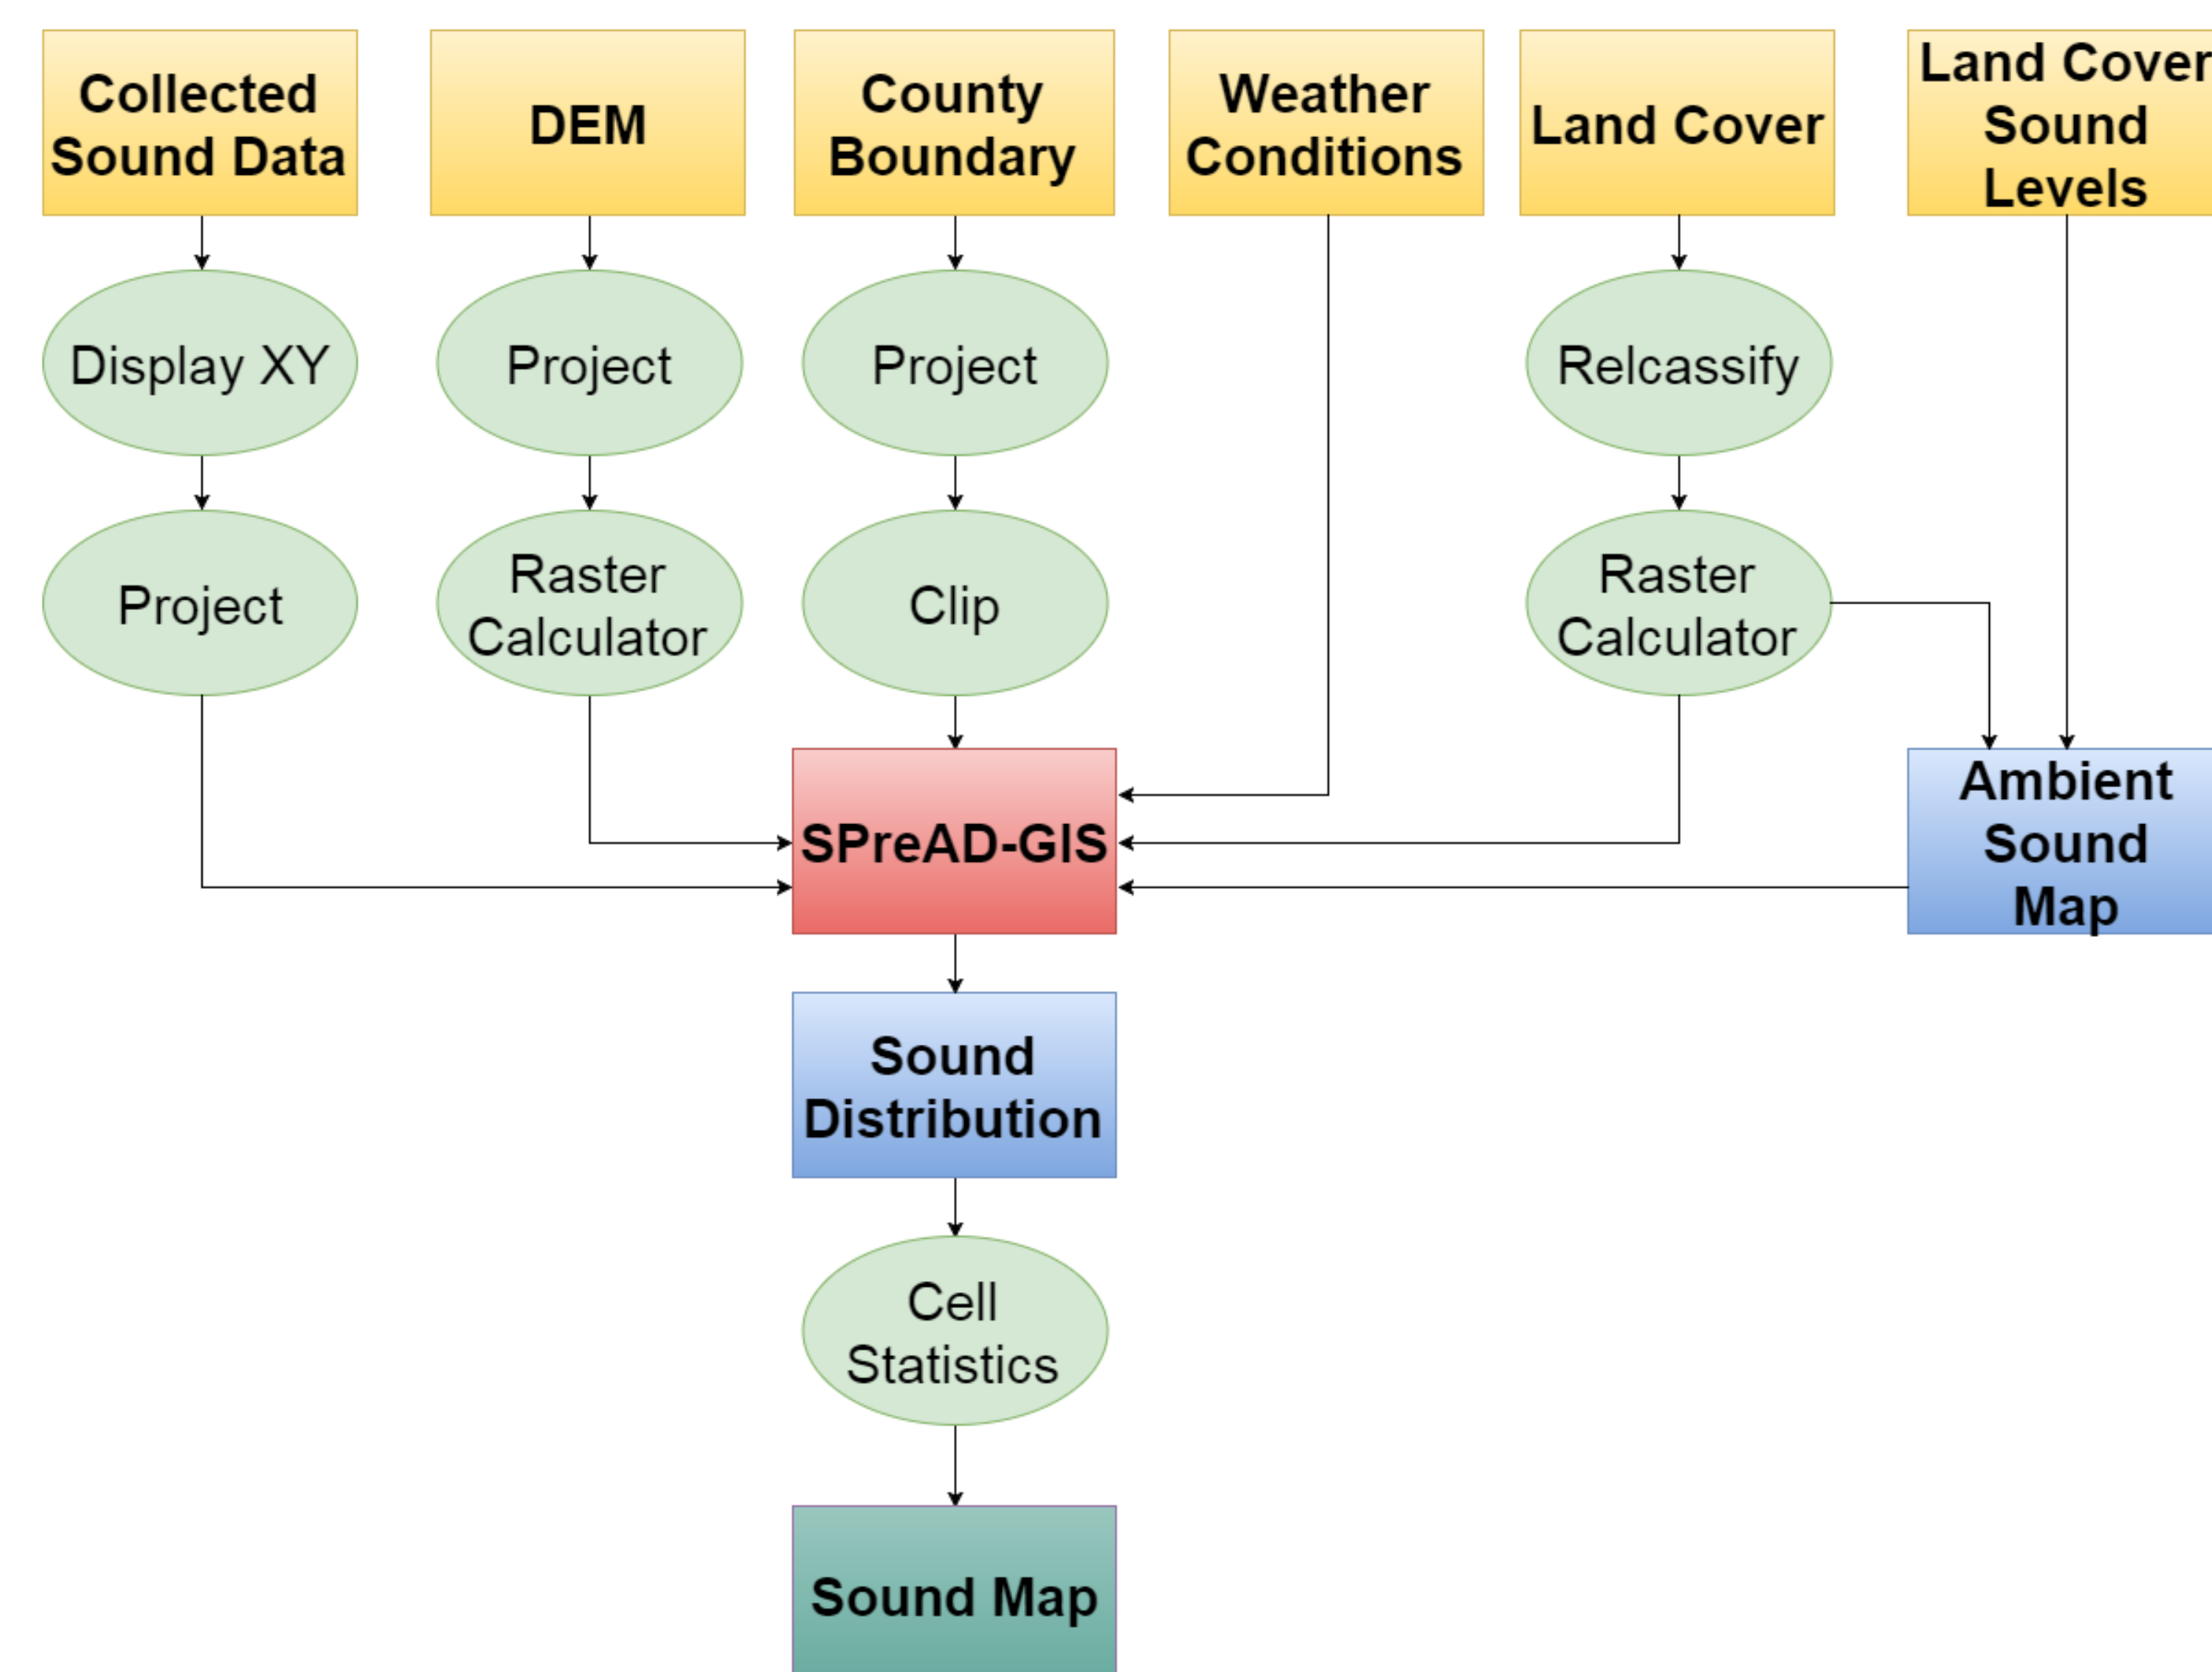 Collected
Sound Data
DEM
County
Boundary
Weather
Conditions
Land Cover
Land Cover
Sound
Levels
Display XY
Project
Project
Relcassify
Project
Raster
Calculator
Clip
Raster
Calculator
SPreAD-GIS
Ambient
Sound
Map
Sound
Distribution
Cell
Statistics
Sound Map